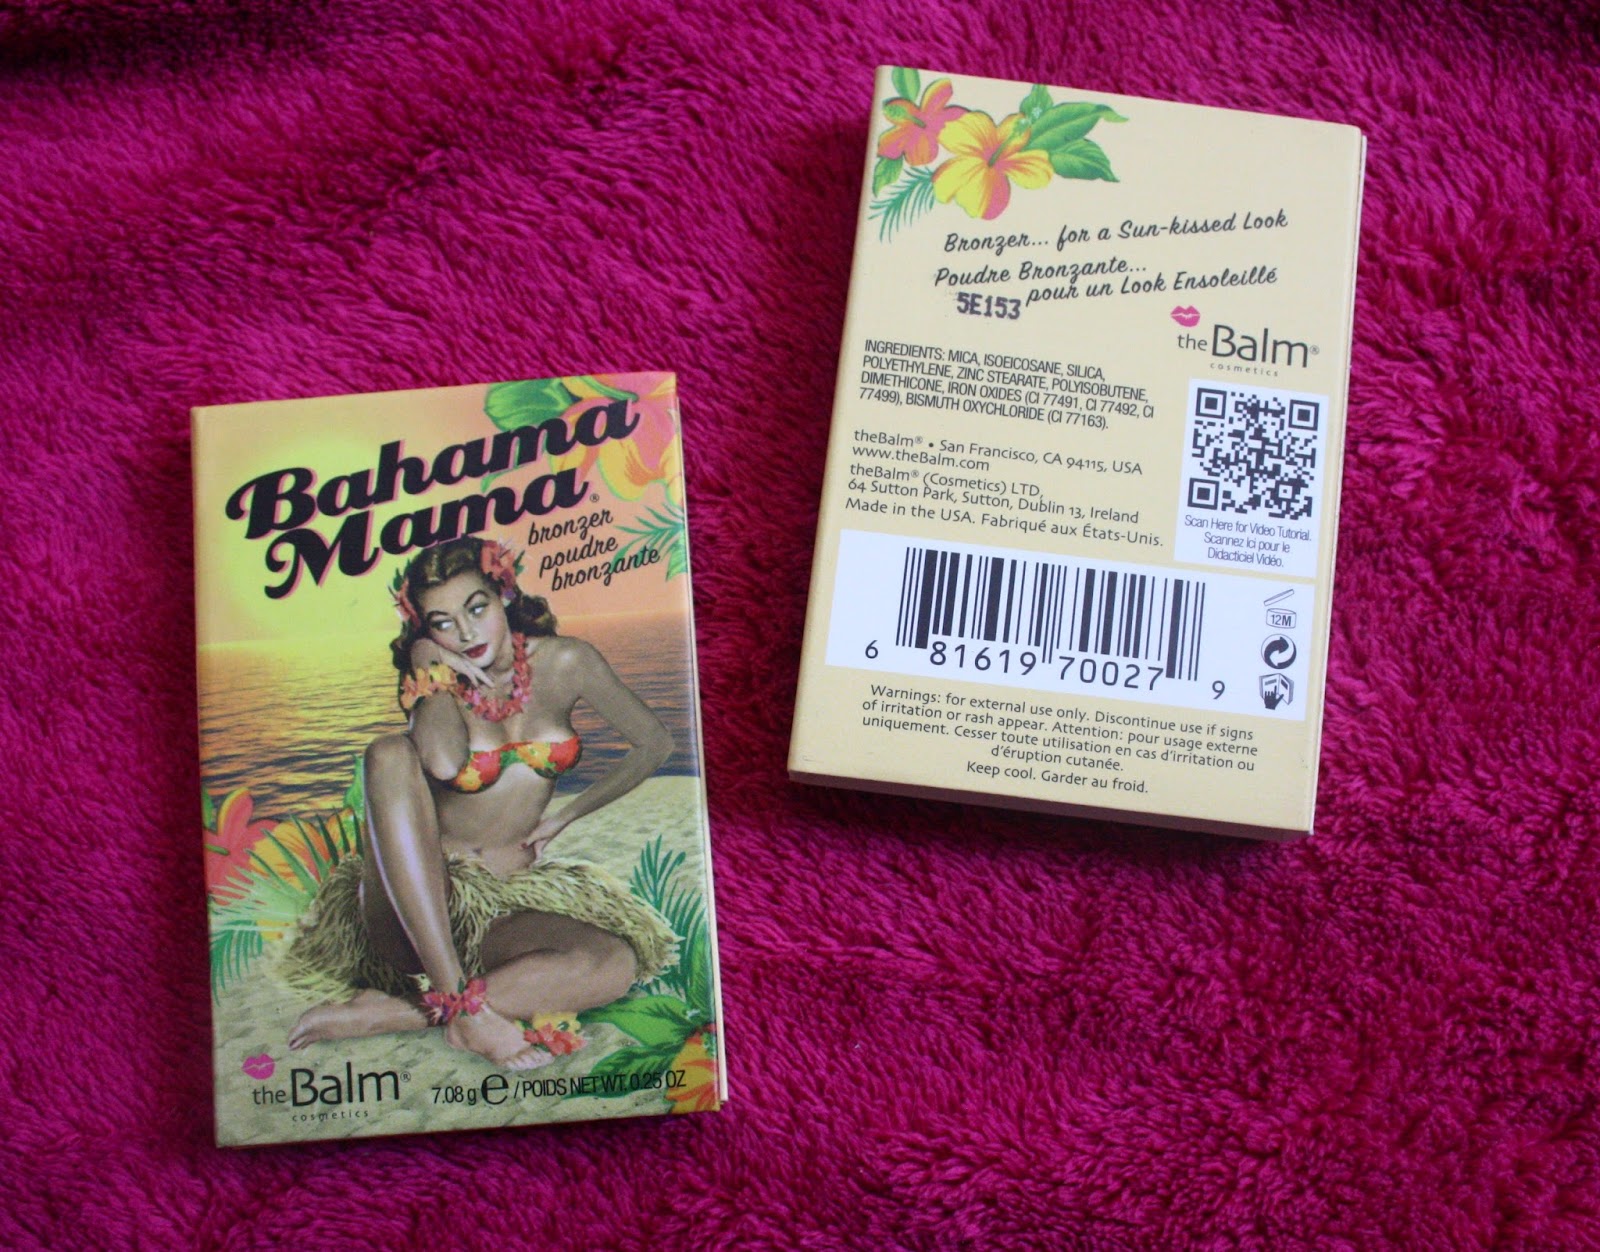 Bahama
Mama®
bronzer
poudre
bronzante
theBalm®
cosmetics
7.08 g ℮ / POIDS NET WT. 0.25 OZ
Bronzer... for a Sun-kissed Look
Poudre Bronzante...
pour un Look Ensoleillé
5E153
theBalm®
cosmetics
INGREDIENTS: MICA, ISOEICOSANE, SILICA,
POLYETHYLENE, ZINC STEARATE, POLYISOBUTENE,
DIMETHICONE, IRON OXIDES (CI 77491, CI 77492, CI
77499), BISMUTH OXYCHLORIDE (CI 77163).
theBalm® • San Francisco, CA 94115, USA
www.theBalm.com
theBalm® (Cosmetics) LTD,
64 Sutton Park, Sutton, Dublin 13, Ireland
Made in the USA. Fabriqué aux États-Unis.
Scan Here for Video Tutorial.
Scannez Ici pour le
Didacticiel Vidéo.
6 81619 70027 9
12M
Warnings: for external use only. Discontinue use if signs
of irritation or rash appear. Attention: pour usage externe
uniquement. Cesser toute utilisation en cas d'irritation ou
d'éruption cutanée.
Keep cool. Garder au froid.